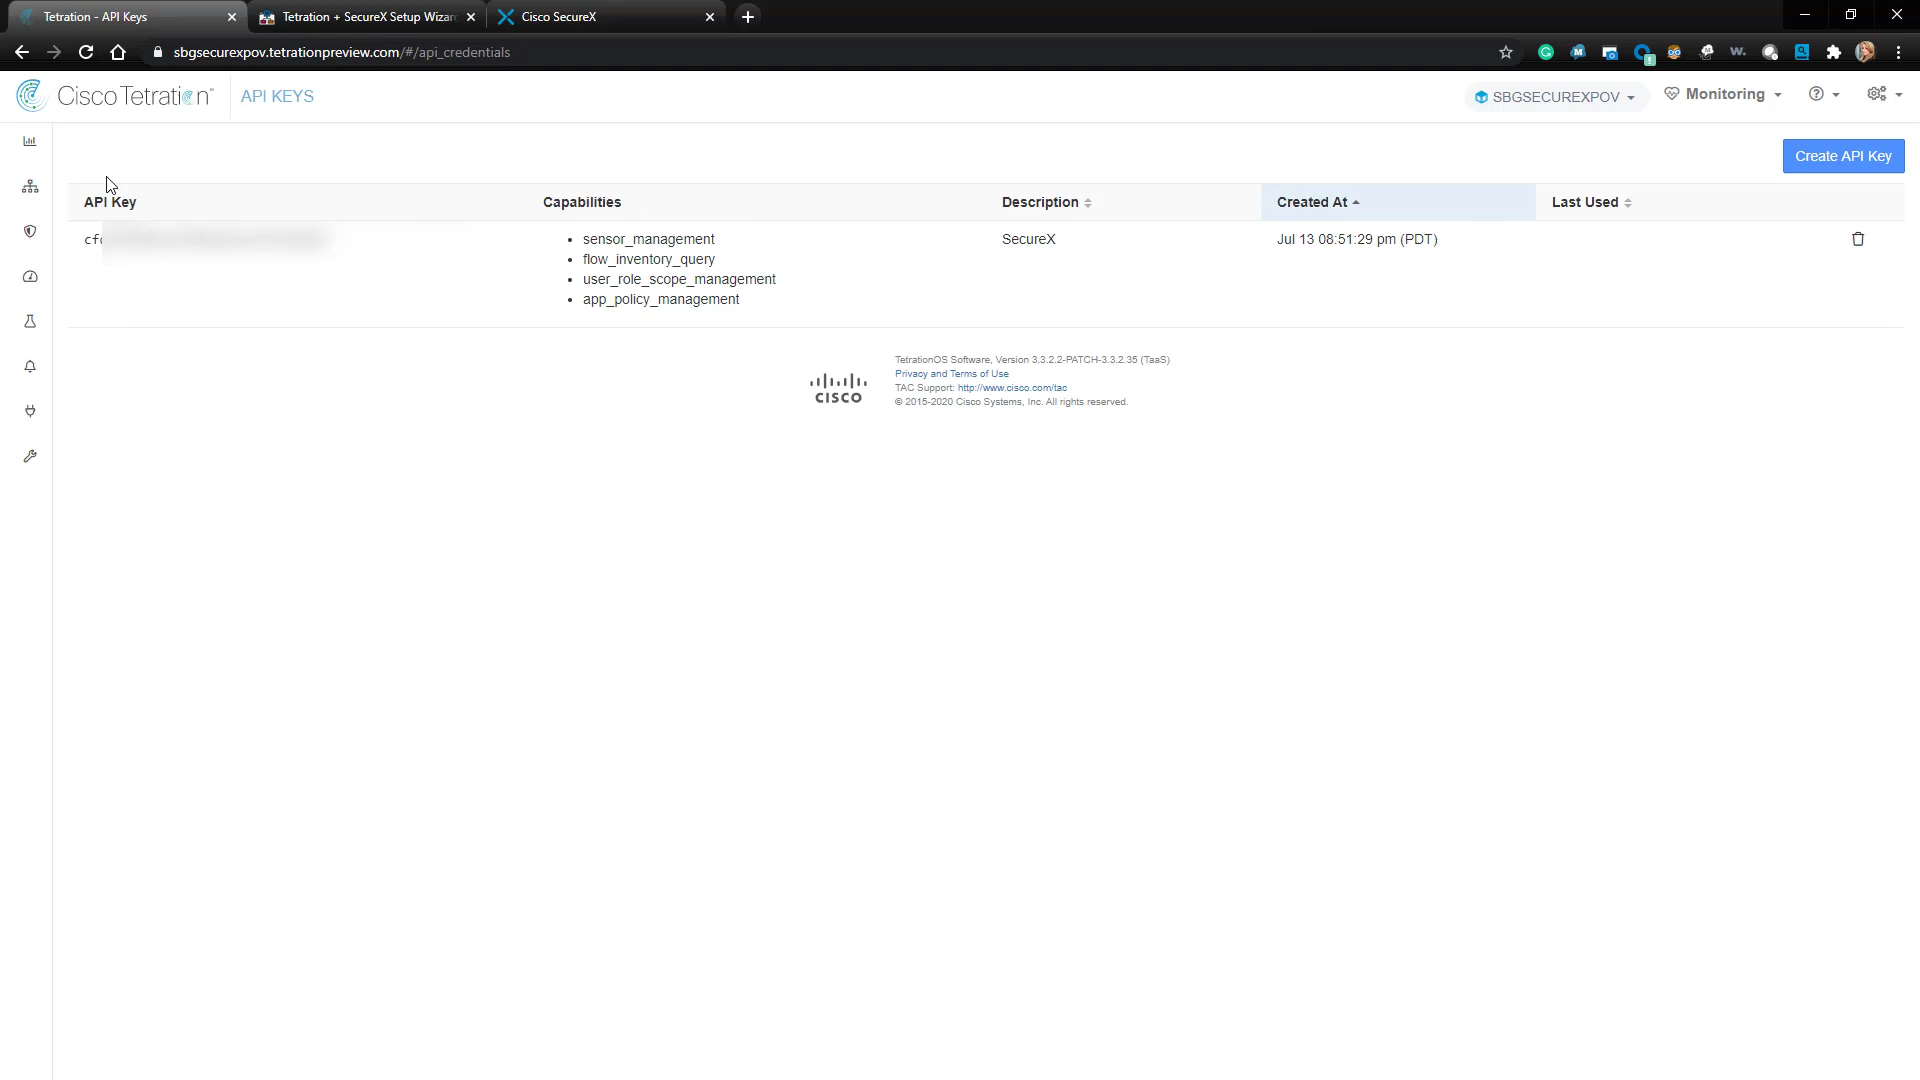 Tetration - API Keys
Tetration + SecureX Setup Wizar
Cisco SecureX
sbgsecurexpov.tetrationpreview.com/#/api_credentials
Cisco Tetration™
API KEYS
SBGSECUREXPOV
Monitoring
Create API Key
API Key
Capabilities
Description
Created At
Last Used
sensor_management
SecureX
Jul 13 08:51:29 pm (PDT)
flow_inventory_query
user_role_scope_management
app_policy_management
TetrationOS Software, Version 3.3.2.2-PATCH-3.3.2.35 (TaaS)
Privacy and Terms of Use
TAC Support: http://www.cisco.com/tac
© 2015-2020 Cisco Systems, Inc. All rights reserved.
CISCO